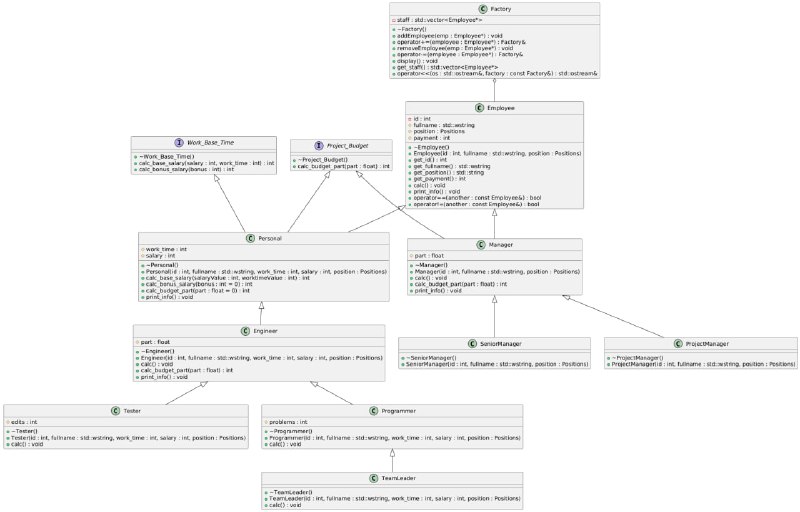 C Factory
staff : std::vector<Employee*>
~Factory()
addEmployee(emp : Employee*) : void
operator+=(employee : Employee*) : Factory&
removeEmployee(emp : Employee*) : void
operator-=(employee : Employee*) : Factory&
display() : void
get_staff() : std::vector<Employee*>
operator<<(os : std::ostream&, factory : const Factory&) : std::ostream&
C Employee
id : int
fullname : std::wstring
position : Positions
payment : int
~Employee()
Employee(id : int, fullname : std::wstring, position : Positions)
get_id() : int
get_fullname() : std::wstring
get_position() : std::string
get_payment() : int
calc() : void
print_info() : void
operator==(another : const Employee&) : bool
operator!=(another : const Employee&) : bool
I Work_Base_Time
~Work_Base_Time()
calc_base_salary(salary : int, work_time : int) : int
calc_bonus_salary(bonus : int) : int
I Project_Budget
~Project_Budget()
calc_budget_part(part : float) : int
C Personal
work_time : int
salary : int
~Personal()
Personal(id : int, fullname : std::wstring, work_time : int, salary : int, position : Positions)
calc_base_salary(salaryValue : int, worktimeValue : int) : int
calc_bonus_salary(bonus : int = 0) : int
calc_budget_part(part : float = 0) : int
print_info() : void
C Manager
part : float
~Manager()
Manager(id : int, fullname : std::wstring, position : Positions)
calc() : void
calc_budget_part(part : float) : int
print_info() : void
C Engineer
part : float
~Engineer()
Engineer(id : int, fullname : std::wstring, work_time : int, salary : int, position : Positions)
calc() : void
calc_budget_part(part : float) : int
print_info() : void
C SeniorManager
~SeniorManager()
SeniorManager(id : int, fullname : std::wstring, position : Positions)
C ProjectManager
~ProjectManager()
ProjectManager(id : int, fullname : std::wstring, position : Positions)
C Tester
edits : int
~Tester()
Tester(id : int, fullname : std::wstring, work_time : int, salary : int, position : Positions)
calc() : void
C Programmer
problems : int
~Programmer()
Programmer(id : int, fullname : std::wstring, work_time : int, salary : int, position : Positions)
calc() : void
C TeamLeader
~TeamLeader()
TeamLeader(id : int, fullname : std::wstring, work_time : int, salary : int, position : Positions)
calc() : void